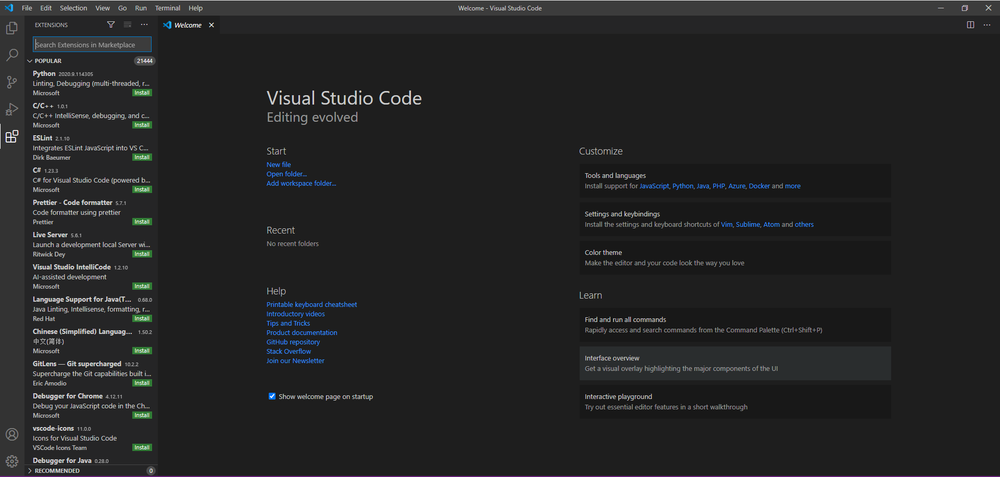 File Edit Selection View Go Run Terminal Help
Welcome - Visual Studio Code
EXTENSIONS
Welcome
Search Extensions in Marketplace
POPULAR 21444
Python 2020.9.114305
Linting, Debugging (multi-threaded, r...
Microsoft Install
C/C++ 1.0.1
C/C++ IntelliSense, debugging, and c...
Microsoft Install
ESLint 2.1.10
Integrates ESLint JavaScript into VS C...
Dirk Baeumer Install
C# 1.23.3
C# for Visual Studio Code (powered b...
Microsoft Install
Prettier - Code formatter 5.7.1
Code formatter using prettier
Prettier Install
Live Server 5.6.1
Launch a development local Server wi...
Ritwick Dey Install
Visual Studio IntelliCode 1.2.10
AI-assisted development
Microsoft Install
Language Support for Java(T... 0.68.0
Java Linting, Intellisense, formatting, r...
Red Hat Install
Chinese (Simplified) Languag... 1.50.2
中文(简体)
Microsoft Install
GitLens — Git supercharged 10.2.2
Supercharge the Git capabilities built i...
Eric Amodio Install
Debugger for Chrome 4.12.11
Debug your JavaScript code in the Ch...
Microsoft Install
vscode-icons 11.0.0
Icons for Visual Studio Code
VSCode Icons Team Install
Debugger for Java 0.28.0
RECOMMENDED 0
Visual Studio Code
Editing evolved
Start
New file
Open folder...
Add workspace folder...
Recent
No recent folders
Help
Printable keyboard cheatsheet
Introductory videos
Tips and Tricks
Product documentation
GitHub repository
Stack Overflow
Join our Newsletter
Show welcome page on startup
Customize
Tools and languages
Install support for JavaScript, Python, Java, PHP, Azure, Docker and more
Settings and keybindings
Install the settings and keyboard shortcuts of Vim, Sublime, Atom and others
Color theme
Make the editor and your code look the way you love
Learn
Find and run all commands
Rapidly access and search commands from the Command Palette (Ctrl+Shift+P)
Interface overview
Get a visual overlay highlighting the major components of the UI
Interactive playground
Try out essential editor features in a short walkthrough